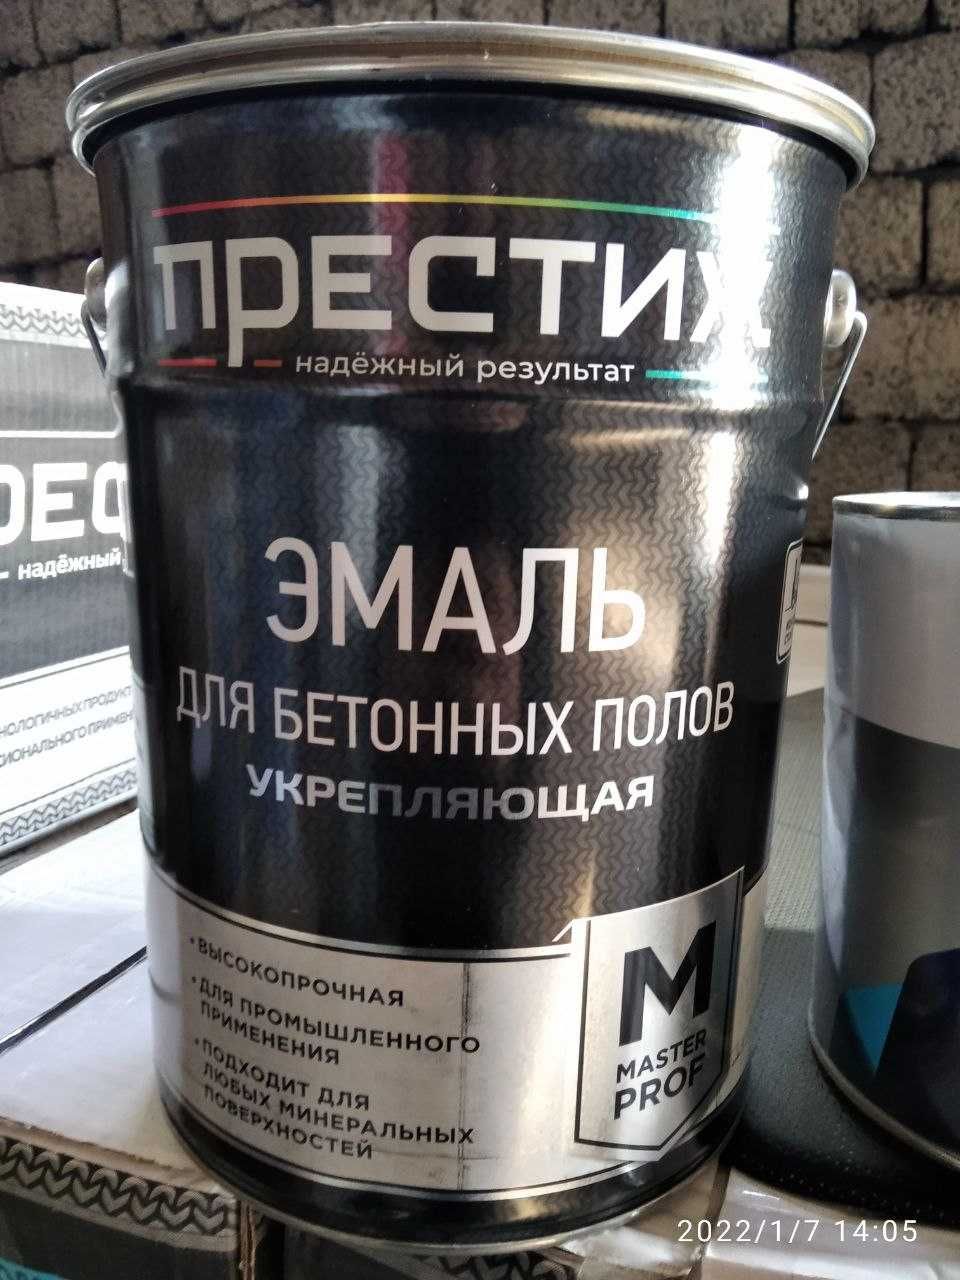 ПРЕСТИЖ
надёжный результат
ЭМАЛЬ
ДЛЯ БЕТОННЫХ ПОЛОВ
УКРЕПЛЯЮЩАЯ
• ВЫСОКОПРОЧНАЯ
• ДЛЯ ПРОМЫШЛЕННОГО
ПРИМЕНЕНИЯ
• ПОДХОДИТ ДЛЯ
ЛЮБЫХ МИНЕРАЛЬНЫХ
ПОВЕРХНОСТЕЙ
M
MASTER
PROF
надёжный
2022/1/7 14:05